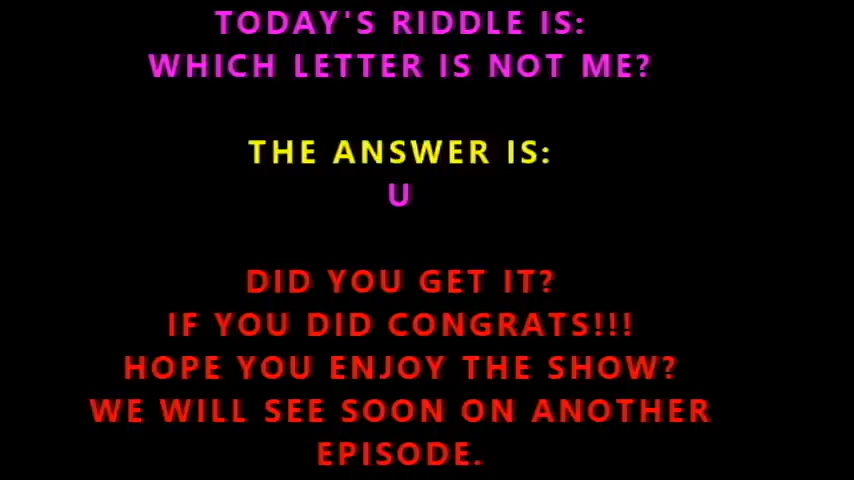 TODAY'S RIDDLE IS:
WHICH LETTER IS NOT ME?
THE ANSWER IS:
U
DID YOU GET IT?
IF YOU DID CONGRATS!!!
HOPE YOU ENJOY THE SHOW?
WE WILL SEE SOON ON ANOTHER
EPISODE.